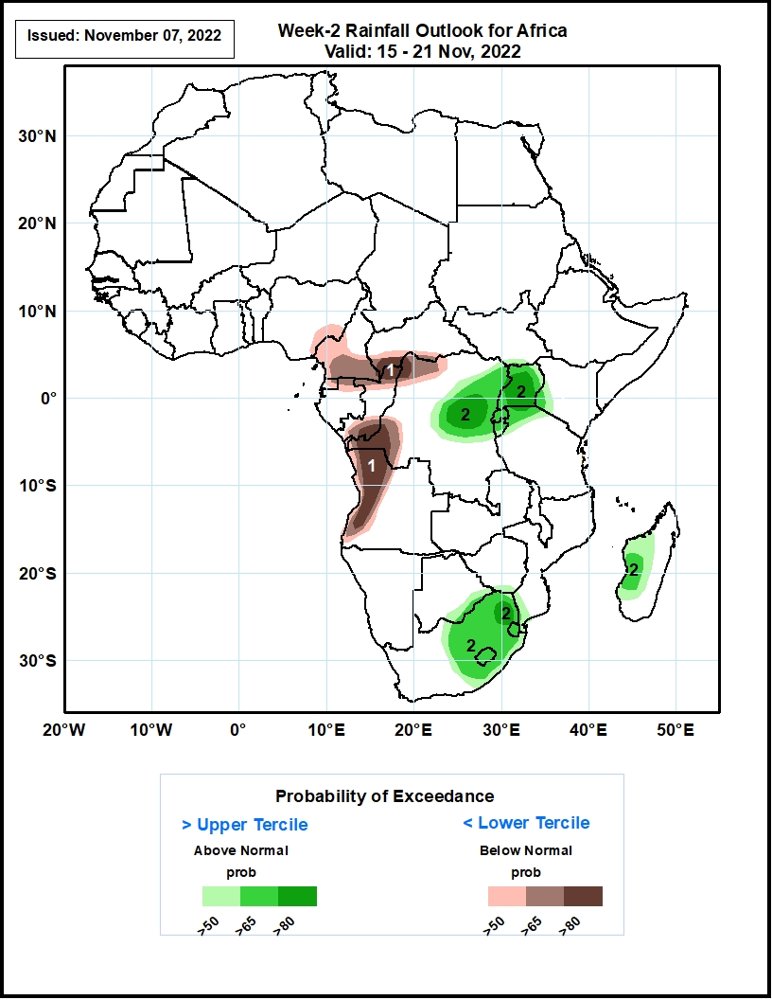 Issued: November 07, 2022
Week-2 Rainfall Outlook for Africa
Valid: 15 - 21 Nov, 2022
30°N
20°N
10°N
0°
10°S
20°S
30°S
1
2
2
1
2
2
2
20°W
10°W
0°
10°E
20°E
30°E
40°E
50°E
Probability of Exceedance
> Upper Tercile
< Lower Tercile
Above Normal
Below Normal
prob
prob
>50
>65
>80
>50
>65
>80